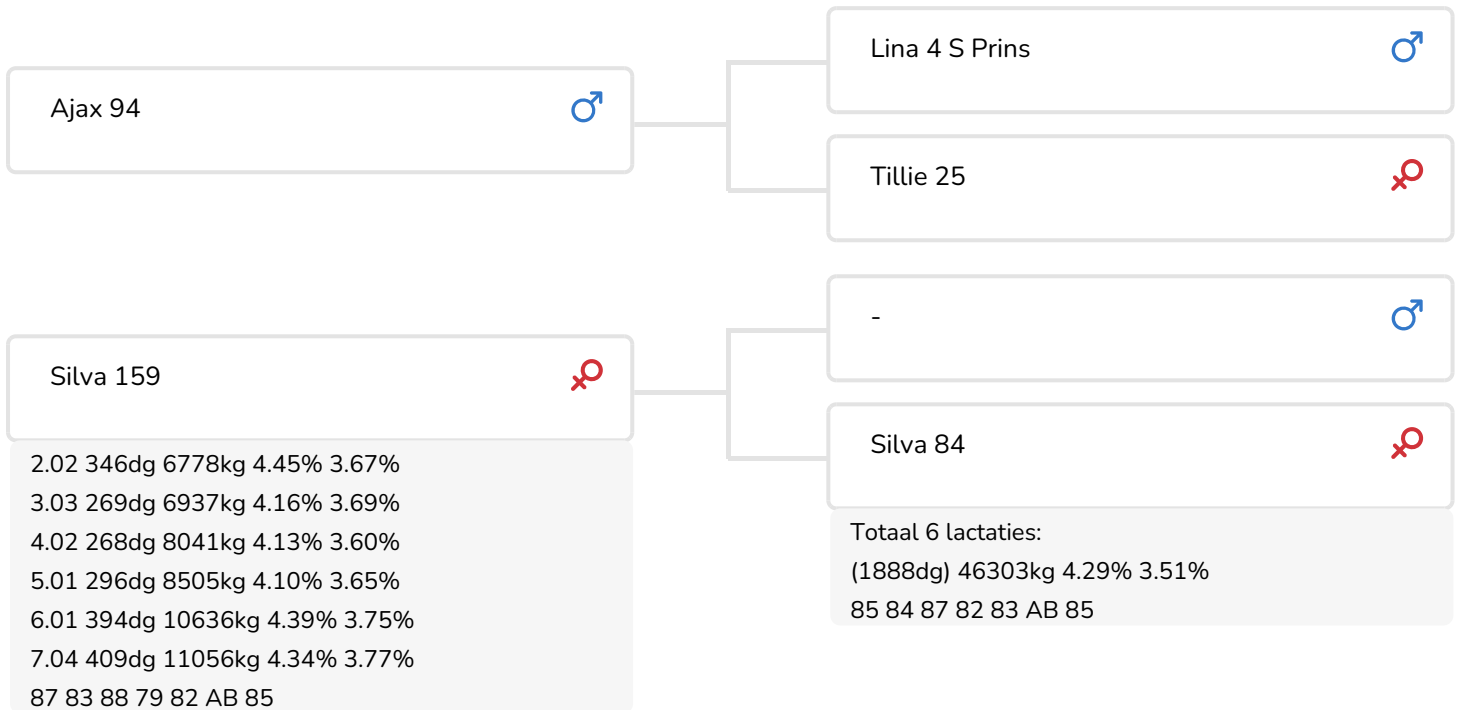 Ajax 94
Lina 4 S Prins
Tillie 25
Silva 159
2.02 346dg 6778kg 4.45% 3.67%
3.03 269dg 6937kg 4.16% 3.69%
4.02 268dg 8041kg 4.13% 3.60%
5.01 296dg 8505kg 4.10% 3.65%
6.01 394dg 10636kg 4.39% 3.75%
7.04 409dg 11056kg 4.34% 3.77%
87 83 88 79 82 AB 85
-
Silva 84
Totaal 6 lactaties:
(1888dg) 46303kg 4.29% 3.51%
85 84 87 82 83 AB 85